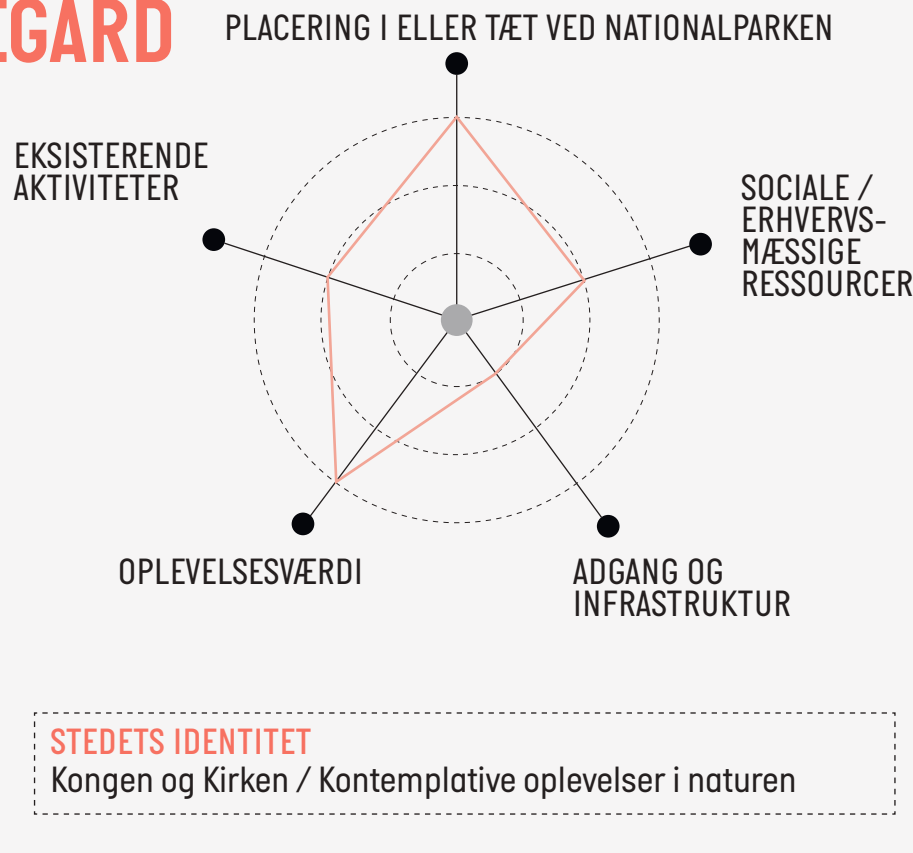 PLACERING I ELLER TÆT VED NATIONALPARKEN
EKSISTERENDE
AKTIVITETER
SOCIALE /
ERHVERVS-
MÆSSIGE
RESSOURCER
OPLEVELSESVÆRDI
ADGANG OG
INFRASTRUKTUR
STEDETS IDENTITET
Kongen og Kirken / Kontemplative oplevelser i naturen